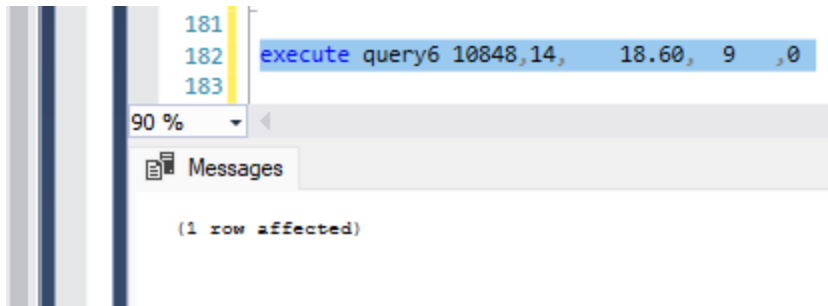 181
182 execute query6 10848,14, 18.60, 9 ,0
183
90 %
Messages
(1 row affected)